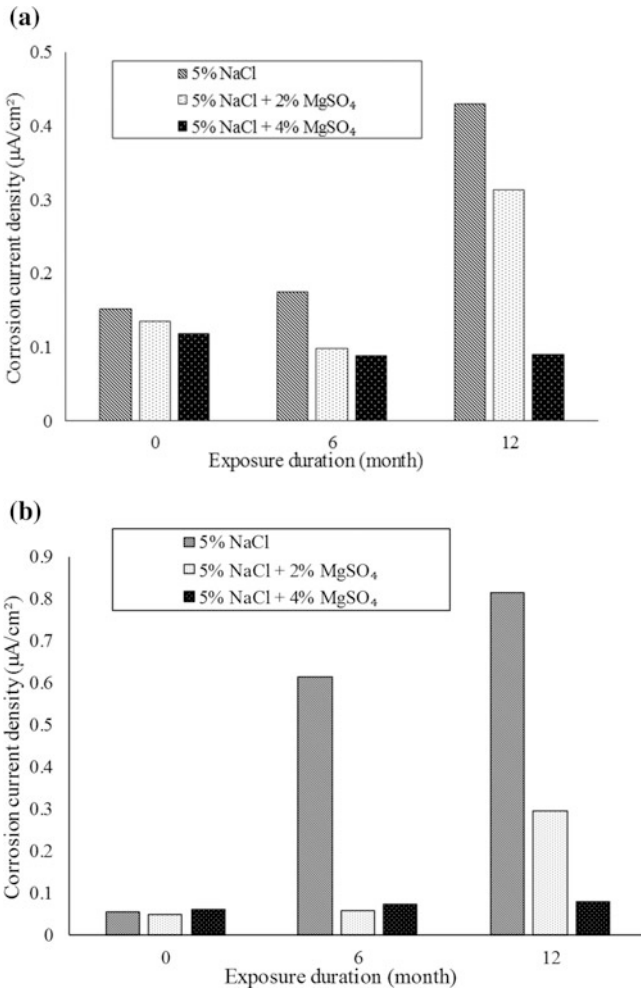 (a)
0.5
5% NaCl
5% NaCl + 2% MgSO₄
5% NaCl + 4% MgSO₄
0.4
0.3
0.2
0.1
0
Corrosion current density (μA/cm²)
0 6 12
Exposure duration (month)
(b)
0.9
5% NaCl
5% NaCl + 2% MgSO₄
5% NaCl + 4% MgSO₄
0.8
0.7
0.6
0.5
0.4
0.3
0.2
0.1
0
Corrosion current density (μA/cm²)
0 6 12
Exposure duration (month)